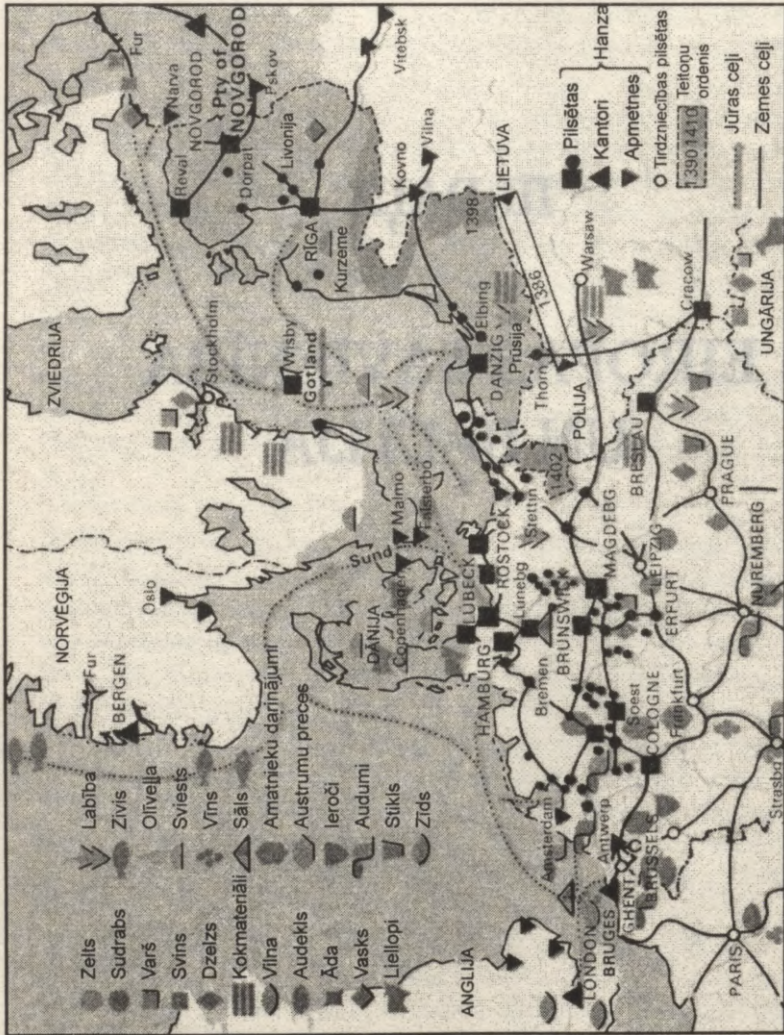 Zelts
Sudrabs
Varš
Svins
Dzelzs
Kokmateriāli
Vilna
Audekls
Āda
Vasks
Liellopi
Labība
Zivis
Olīveļļa
Sviests
Vīns
Sāls
Amatnieku darinājumi
Austrumu preces
Ieroči
Audumi
Stikls
Zīds
NORVĒĢIJA
Fur
BERGEN
Oslo
ZVIEDRIJA
Stockholm
Wisby
Gotland
Fur
Narva
Reval
NOVGOROD
Pty of
NOVGOROD
Pskov
Dorpat
Livonija
Vitebsk
RĪGA
Kurzeme
Kovno
Vilna
LIETUVA
1398
1386
Sund
Malmo
Falsterbo
DĀNIJA
Copenhagen
LÜBECK
ROSTOCK
HAMBURG
Lünebg
Stettin
Elbing
DANZIG
Prūsija
Thorn
1402
POLIJA
Warsaw
Cracow
UNGĀRIJA
BRESLAU
PRAGUE
Bremen
BRUNSWICK
MAGDEBG.
LEIPZIG
ERFURT
NUREMBERG
Soest
COLOGNE
Frankfurt
Strasbg
Amsterdam
Antwerp
ANGLIJA
LONDON
BRUGES
GHENT
BRUSSELS
PARIS
Pilsētas
Kantori
Apmetnes
Hanza
Tirdzniecības pilsētas
1390 1410
Teitoņu
ordenis
Jūras ceļi
Zemes ceļi